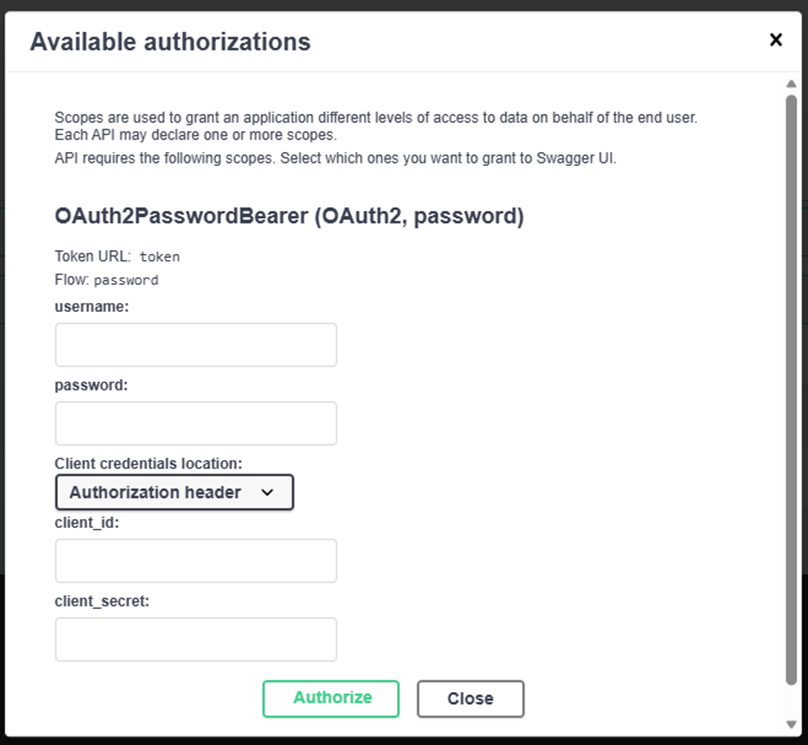 Available authorizations
Scopes are used to grant an application different levels of access to data on behalf of the end user.
Each API may declare one or more scopes.
API requires the following scopes. Select which ones you want to grant to Swagger UI.
OAuth2PasswordBearer (OAuth2, password)
Token URL: token
Flow: password
username:
password:
Client credentials location:
Authorization header
client_id:
client_secret:
Authorize Close